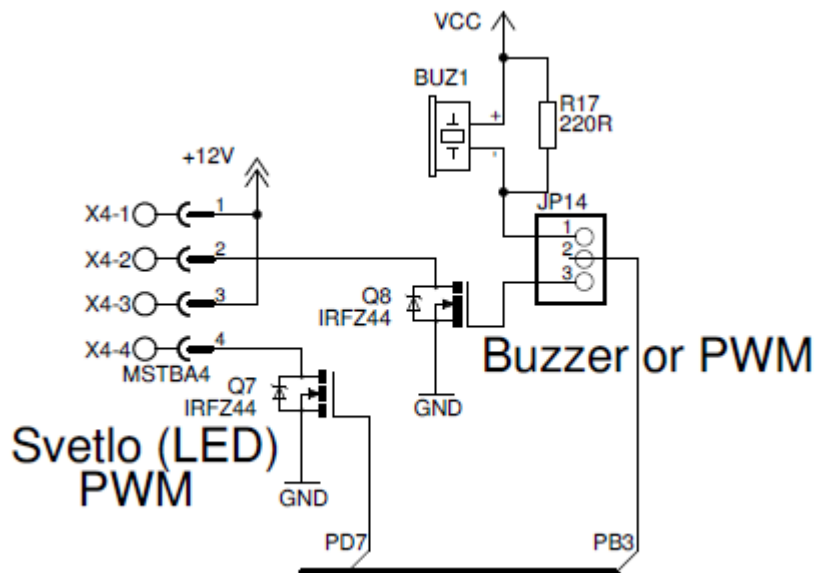 VCC
BUZ1
+
-
R17
220R
+12V
JP14
X4-1
1
1
X4-2
2
2
X4-3
3
3
Q8
IRFZ44
X4-4
4
MSTBA4
Buzzer or PWM
Q7
IRFZ44
GND
Svetlo (LED)
PWM
GND
PD7
PB3